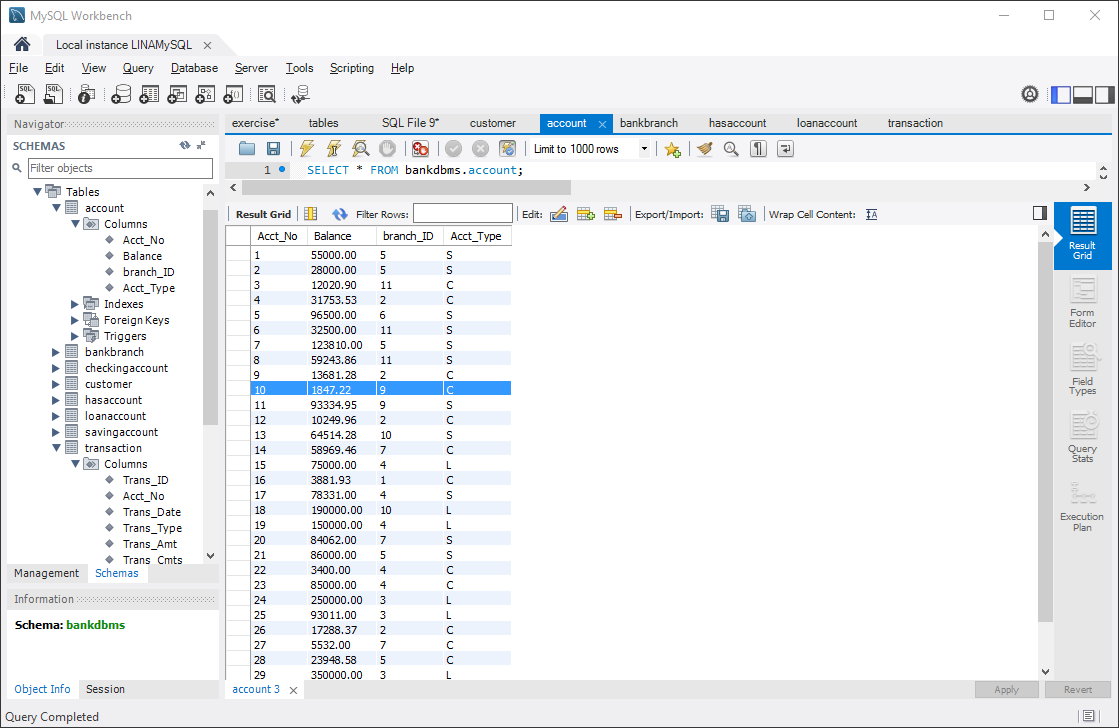 MySQL Workbench
Local instance LINAMySQL
File Edit View Query Database Server Tools Scripting Help
Navigator
SCHEMAS
Filter objects
Tables
account
Columns
Acct_No
Balance
branch_ID
Acct_Type
Indexes
Foreign Keys
Triggers
bankbranch
checkingaccount
customer
hasaccount
loanaccount
savingaccount
transaction
Columns
Trans_ID
Acct_No
Trans_Date
Trans_Type
Trans_Amt
Trans_Cmts
Management Schemas
Information
Schema: bankdbms
Object Info Session
exercise* tables SQL File 9* customer account bankbranch hasaccount loanaccount transaction
Limit to 1000 rows
1 SELECT * FROM bankdbms.account;
Result Grid Filter Rows: Edit: Export/Import: Wrap Cell Content:
Acct_No Balance branch_ID Acct_Type
1 55000.00 5 S
2 28000.00 5 S
3 12020.90 11 C
4 31753.53 2 C
5 96500.00 6 S
6 32500.00 11 S
7 123810.00 5 S
8 59243.86 11 S
9 13681.28 2 C
10 1847.22 9 C
11 93334.95 9 S
12 10249.96 2 C
13 64514.28 10 S
14 58969.46 7 C
15 75000.00 4 L
16 3881.93 1 C
17 78331.00 4 S
18 190000.00 10 L
19 150000.00 4 L
20 84062.00 7 S
21 86000.00 5 S
22 3400.00 4 C
23 85000.00 4 C
24 250000.00 3 L
25 93011.00 3 L
26 17288.37 2 C
27 5532.00 7 C
28 23948.58 5 C
29 350000.00 3 L
Result
Grid
Form
Editor
Field
Types
Query
Stats
Execution
Plan
account 3
Apply Revert
Query Completed